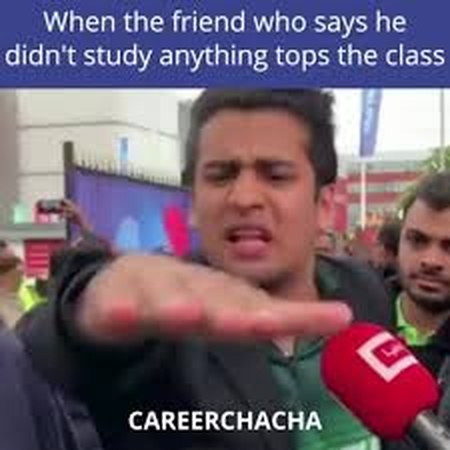 When the friend who says he
didn't study anything tops the class
CAREERCHACHA